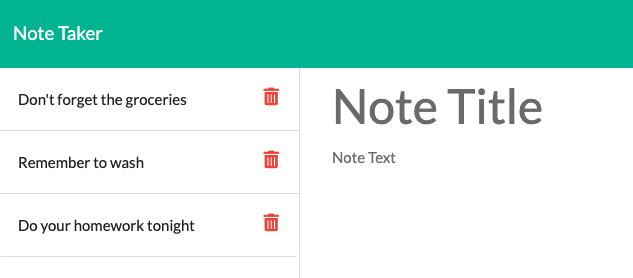 Note Taker
Don't forget the groceries
Remember to wash
Do your homework tonight
Note Title
Note Text